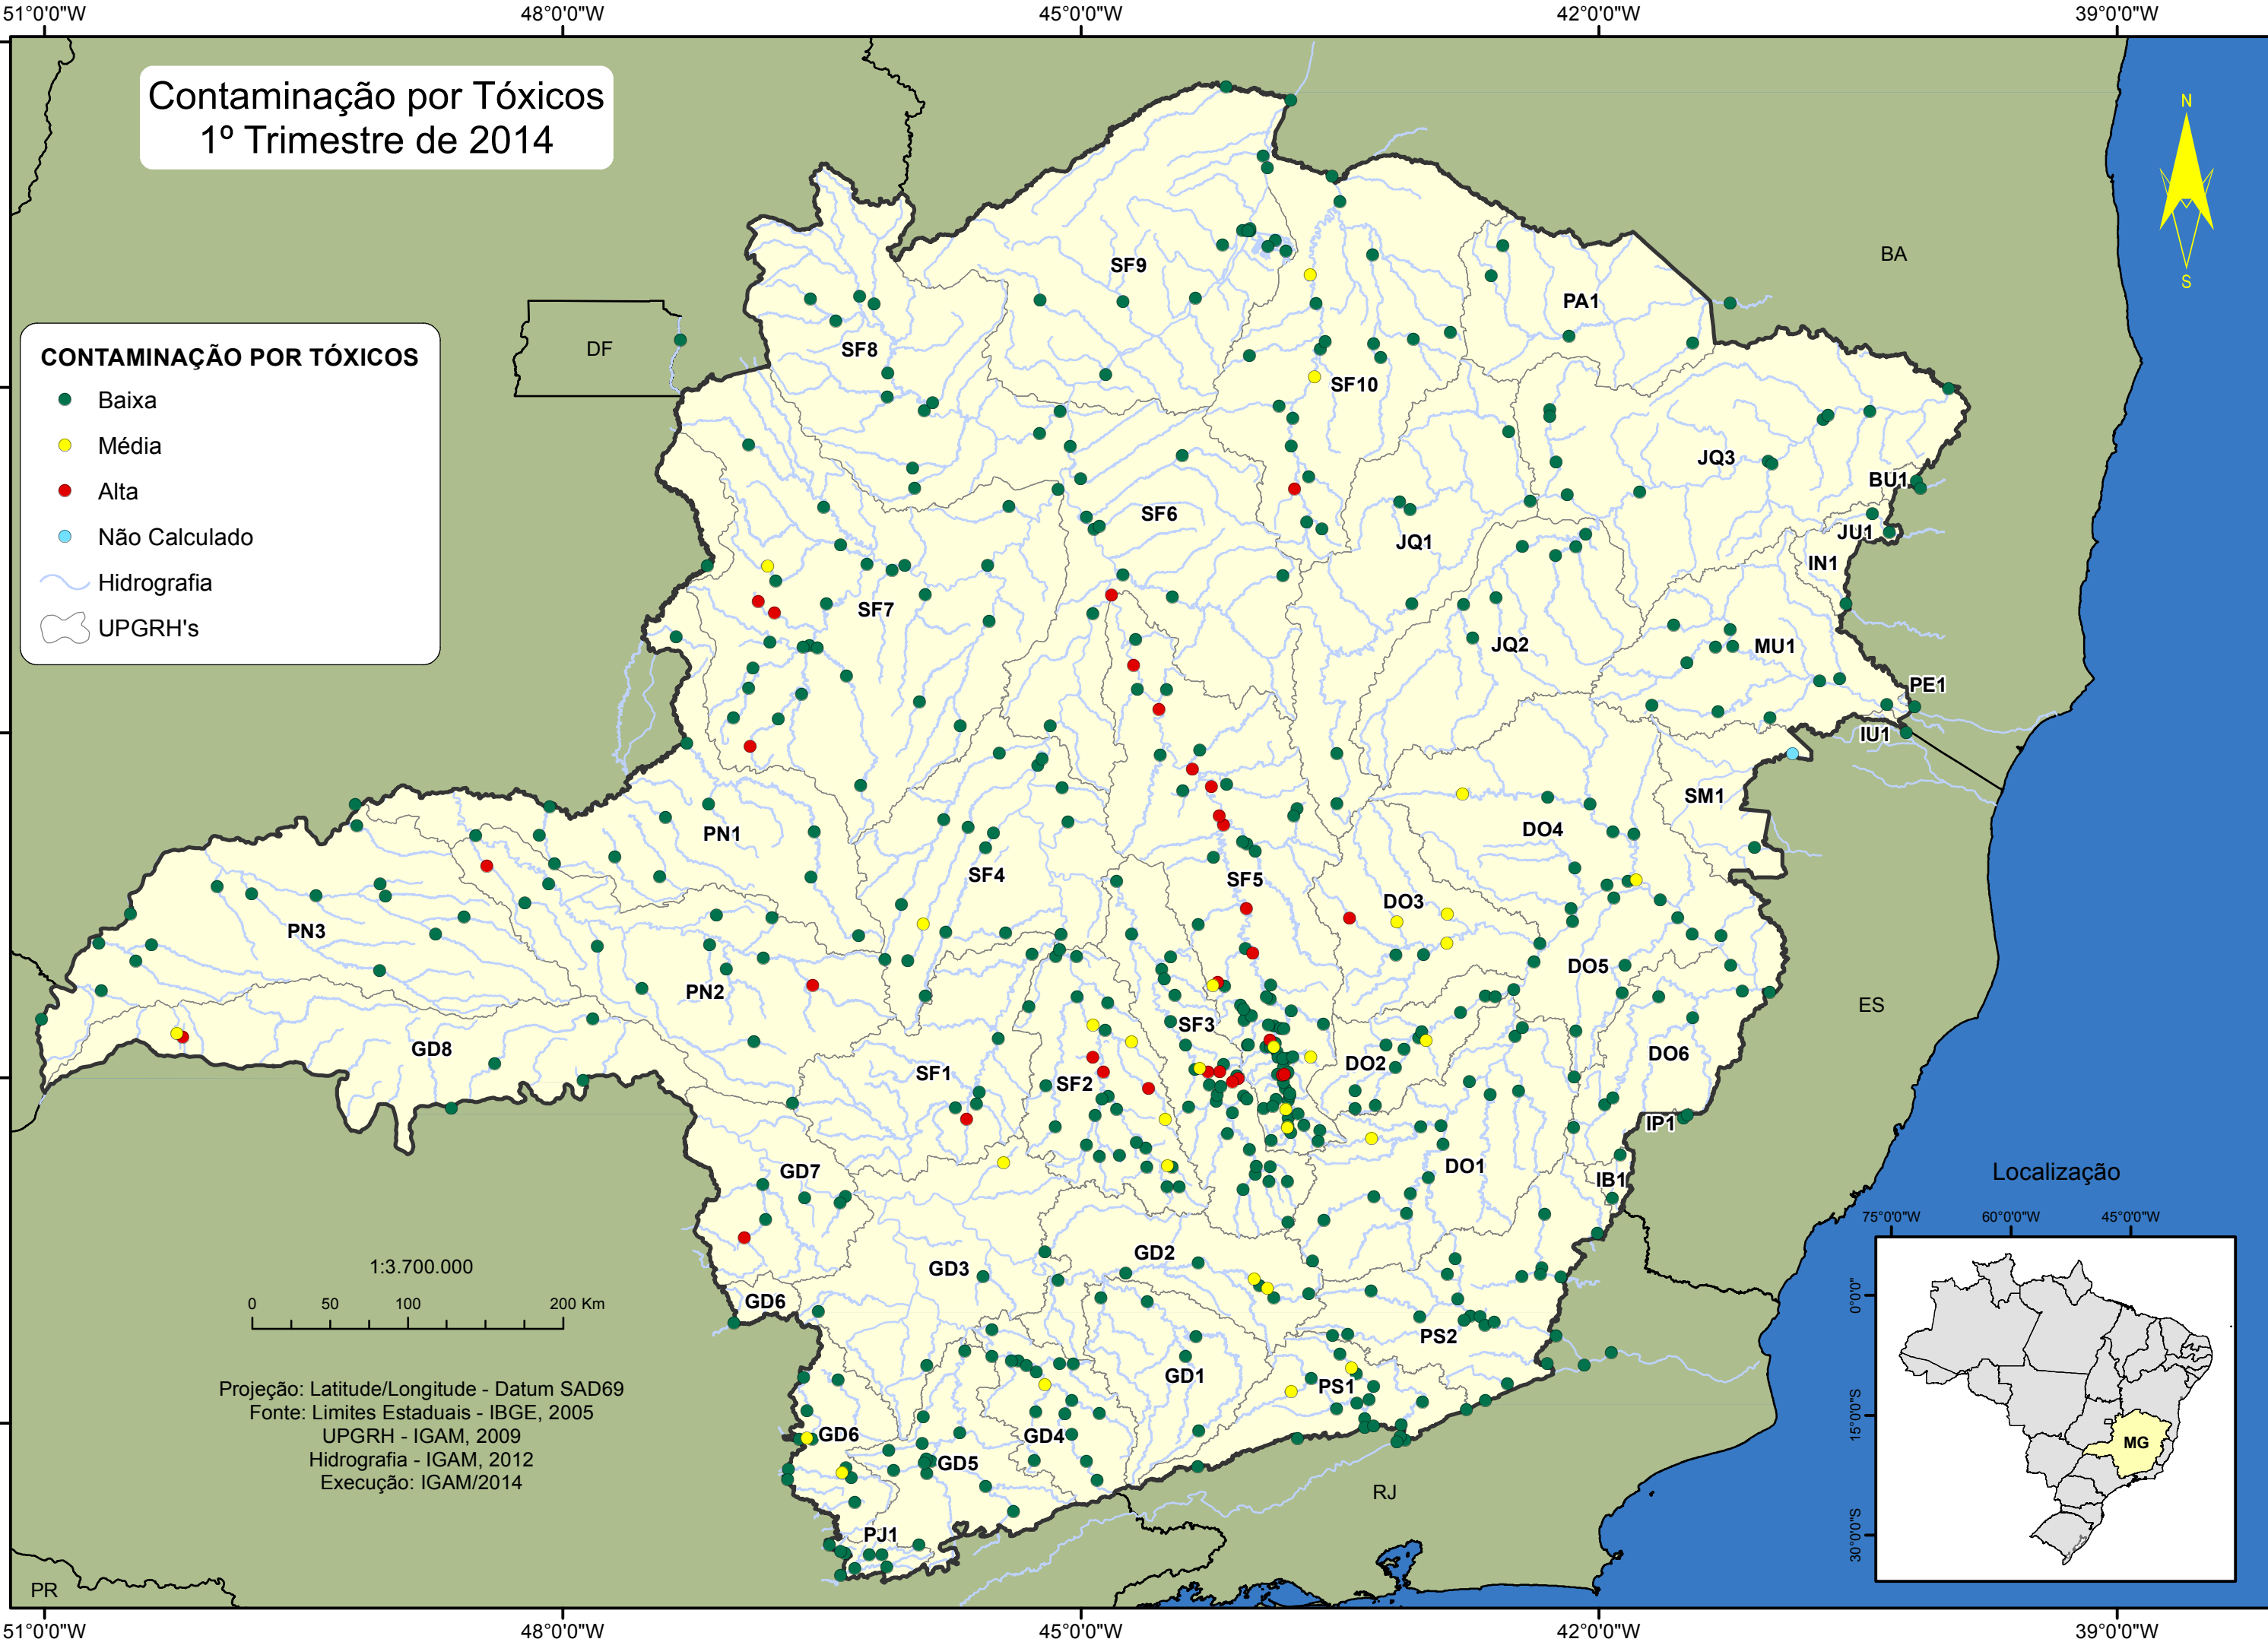 51°0'0"W 48°0'0"W 45°0'0"W 42°0'0"W 39°0'0"W
Contaminação por Tóxicos
1º Trimestre de 2014
N
S
BA
SF9
PA1
DF
SF8
SF10
CONTAMINAÇÃO POR TÓXICOS
Baixa
Média
Alta
Não Calculado
Hidrografia
UPGRH's
JQ3
BU1
SF6
JU1
JQ1
IN1
SF7
JQ2
MU1
PE1
IU1
SM1
PN1
DO4
SF4
SF5
DO3
PN3
DO5
PN2
ES
SF3
GD8
DO6
DO2
SF1
SF2
IP1
GD7
DO1
IB1
GD2
GD3
GD6
PS2
GD1
PS1
GD6
GD4
GD5
PJ1
RJ
PR
1:3.700.000
0 50 100 200 Km
Projeção: Latitude/Longitude - Datum SAD69
Fonte: Limites Estaduais - IBGE, 2005
UPGRH - IGAM, 2009
Hidrografia - IGAM, 2012
Execução: IGAM/2014
Localização
75°0'0"W 60°0'0"W 45°0'0"W
0°0'0"
15°0'0"S
30°0'0"S
MG
51°0'0"W 48°0'0"W 45°0'0"W 42°0'0"W 39°0'0"W